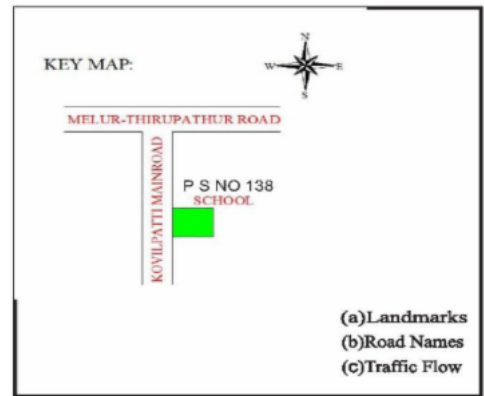 N
KEY MAP:
W E
S
MELUR-THIRUPATHUR ROAD
KOVILPATTI MAINROAD
P S NO 138
SCHOOL
(a)Landmarks
(b)Road Names
(c)Traffic Flow